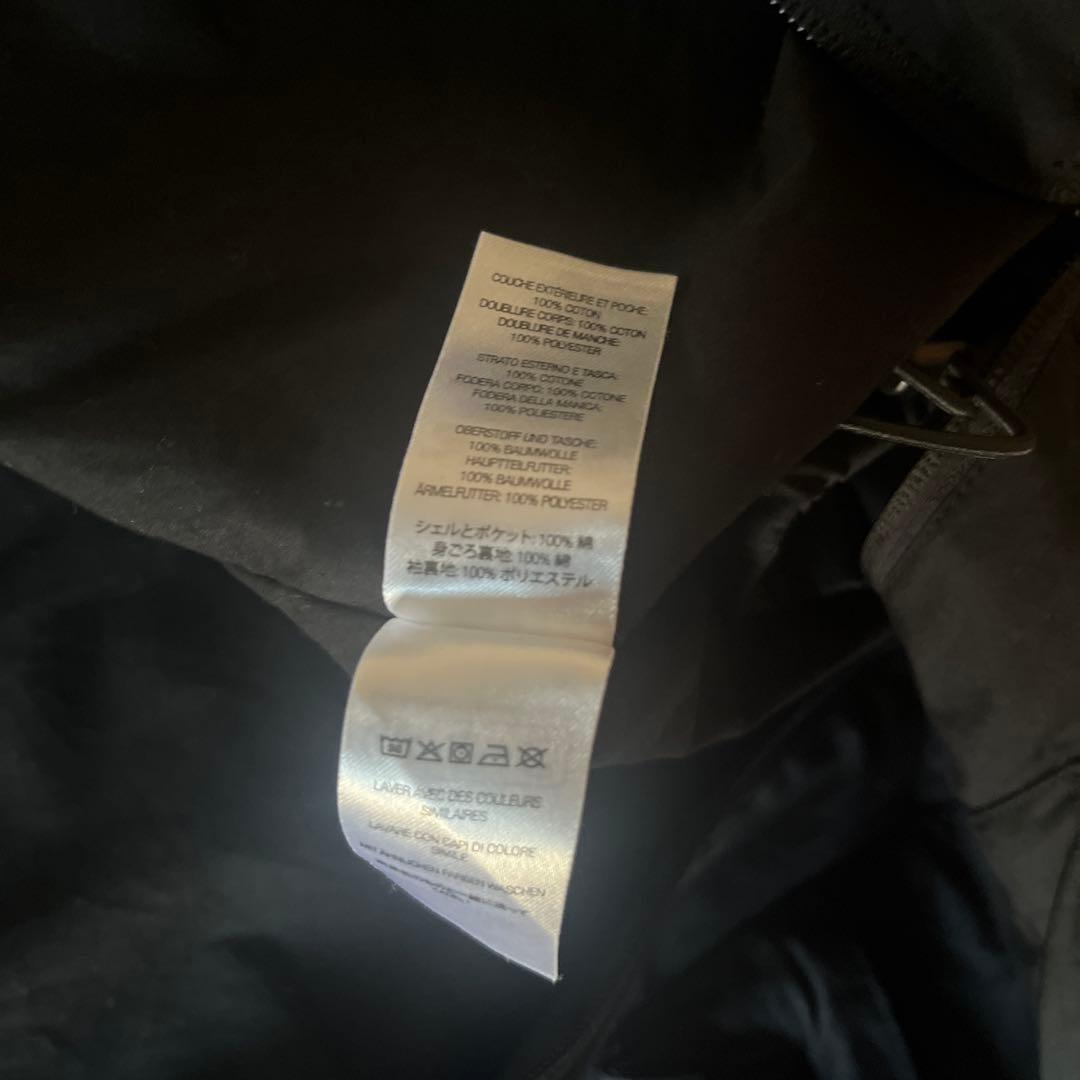 COUCHE EXTÉRIEURE ET POCHE:
100% COTON
DOUBLURE CORPS: 100% COTON
DOUBLURE DE MANCHE:
100% POLYESTER
STRATO ESTERNO E TASCA:
100% COTONE
FODERA CORPO: 100% COTONE
FODERA DELLA MANICA:
100% POLIESTERE
OBERSTOFF UND TASCHE:
100% BAUMWOLLE
HAUPTTEILFUTTER:
100% BAUMWOLLE
ÄRMELFUTTER: 100% POLYESTER
シェルとポケット: 100% 綿
身ごろ裏地: 100% 綿
袖裏地: 100% ポリエステル
LAVER AVEC DES COULEURS
SIMILAIRES
LAVARE CON CAPI DI COLORE
SIMILE
MIT ÄHNLICHEN FARBEN WASCHEN